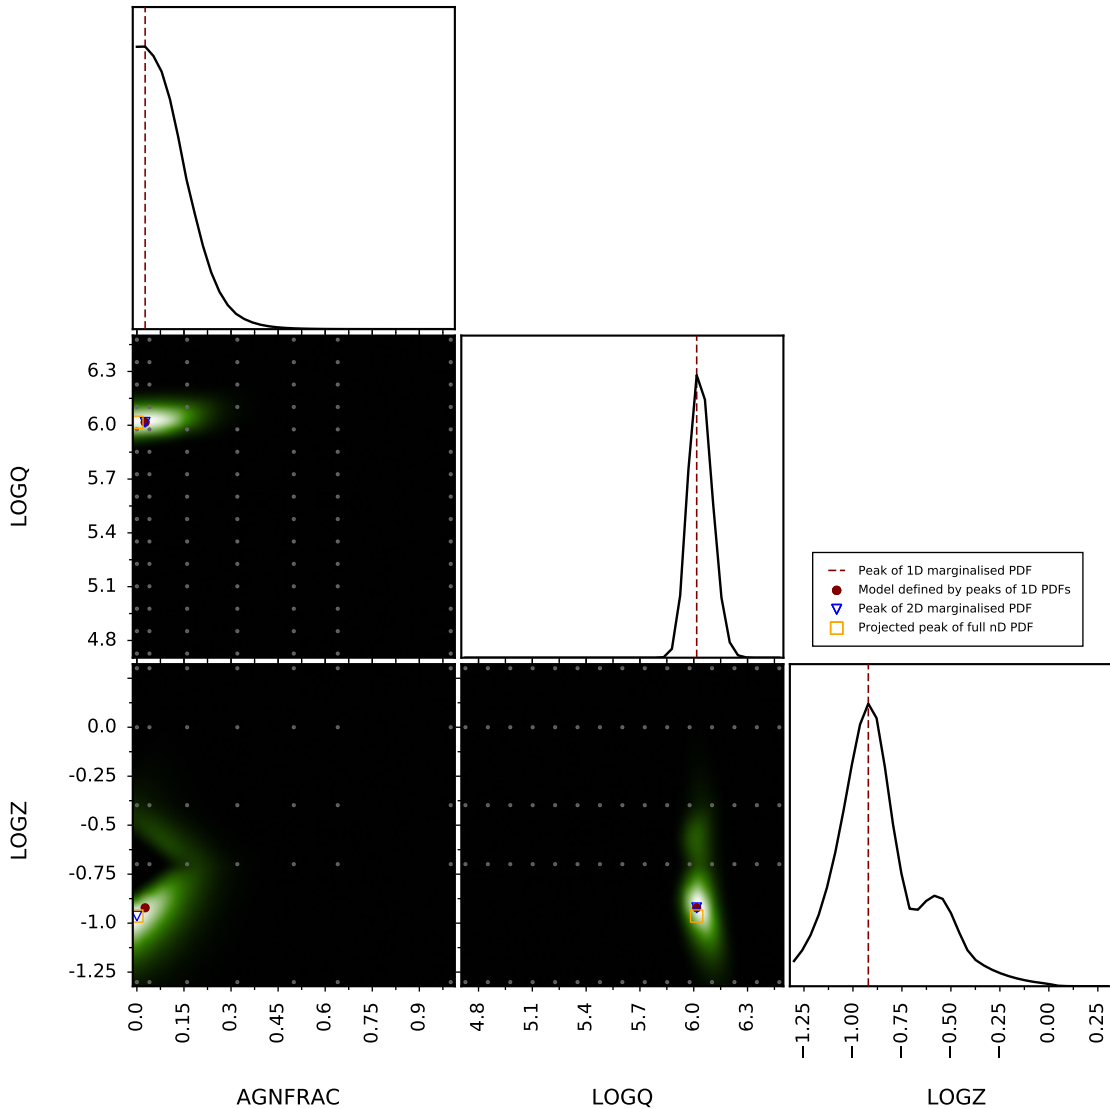 6.3
6.0
5.7
5.4
5.1
4.8
LOGQ
Peak of 1D marginalised PDF
Model defined by peaks of 1D PDFs
Peak of 2D marginalised PDF
Projected peak of full nD PDF
0.0
-0.25
-0.5
-0.75
-1.0
-1.25
LOGZ
0.0 0.15 0.3 0.45 0.6 0.75 0.9
4.8 5.1 5.4 5.7 6.0 6.3
−1.25 −1.00 −0.75 −0.50 −0.25 0.00 0.25
AGNFRAC LOGQ LOGZ